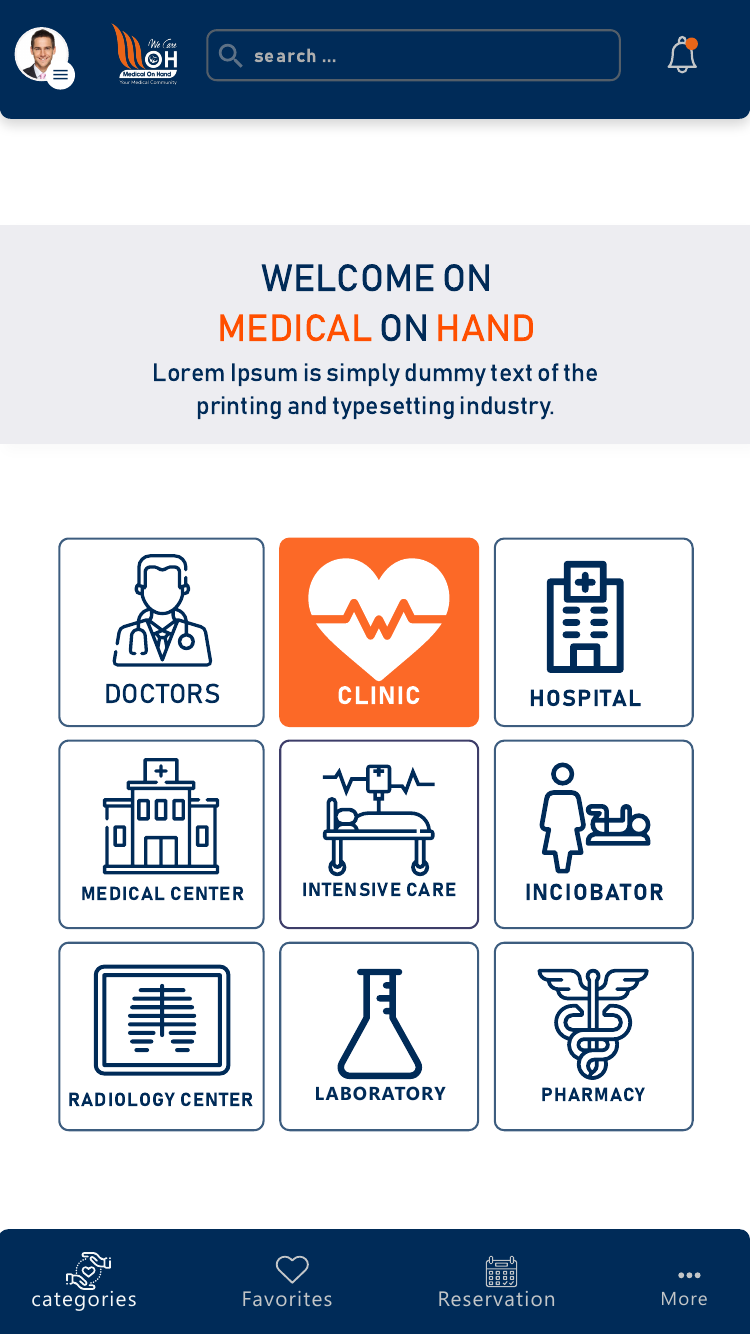 We Care
OH
Medical On Hand
Your Medical Community
search ...
WELCOME ON
MEDICAL ON HAND
Lorem Ipsum is simply dummy text of the
printing and typesetting industry.
DOCTORS
CLINIC
HOSPITAL
MEDICAL CENTER
INTENSIVE CARE
INCIOBATOR
RADIOLOGY CENTER
LABORATORY
PHARMACY
categories
Favorites
Reservation
More